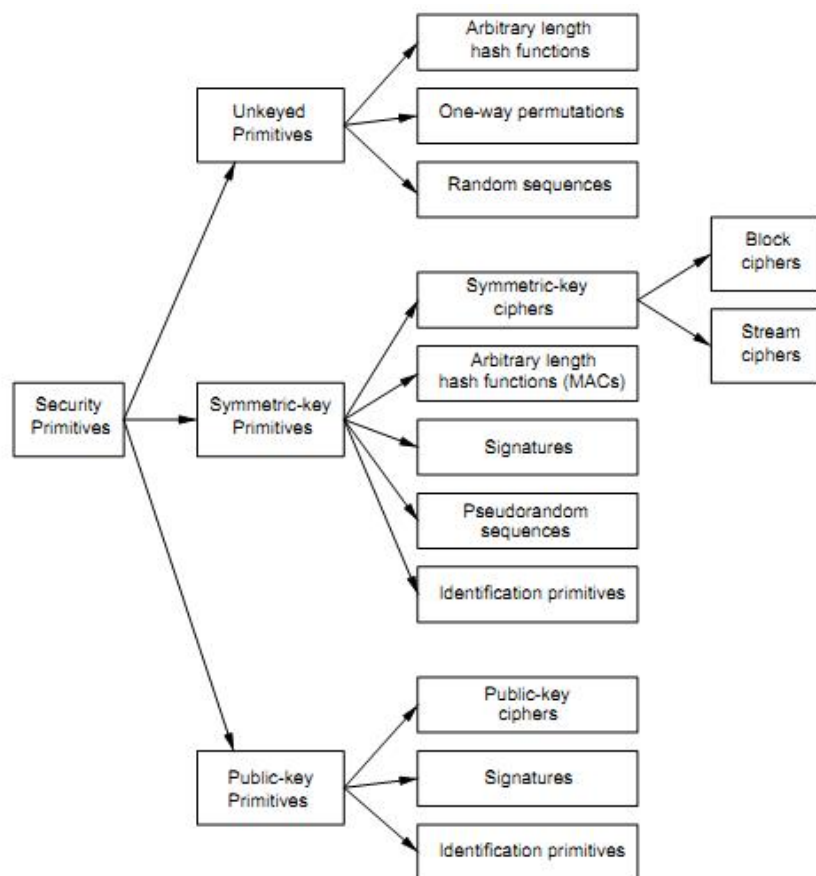 Arbitrary length
hash functions
Unkeyed
Primitives
One-way permutations
Random sequences
Block
ciphers
Symmetric-key
ciphers
Stream
ciphers
Arbitrary length
hash functions (MACs)
Security
Primitives
Symmetric-key
Primitives
Signatures
Pseudorandom
sequences
Identification primitives
Public-key
ciphers
Public-key
Primitives
Signatures
Identification primitives